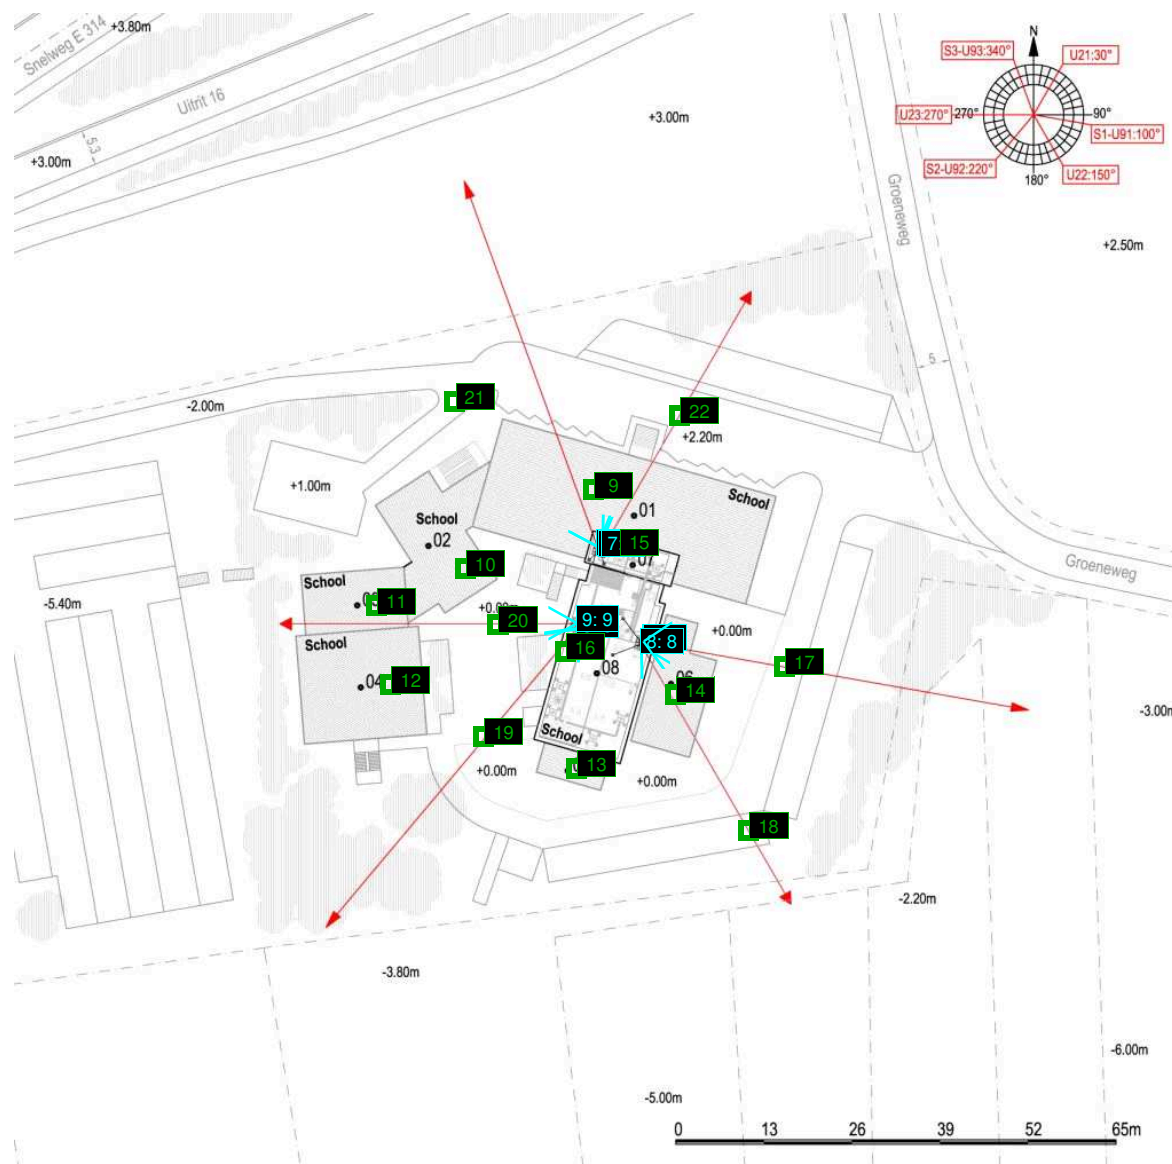 Snelweg E 314
+3.80m
Uitrit 16
5.3
+3.00m
+3.00m
N
S3-U93:340°
U21:30°
U23:270°
270°
90°
S1-U91:100°
S2-U92:220°
180°
U22:150°
Groeneweg
+2.50m
5
-2.00m
21
22
+2.20m
+1.00m
9
School
01
School
02
7
15
07
10
School
11
-5.40m
+0.00m
20
9: 9
+0.00m
8: 8
Groeneweg
School
16
17
04
12
08
06
14
-3.00m
19
School
+0.00m
13
+0.00m
18
-2.20m
-3.80m
-6.00m
-5.00m
0 13 26 39 52 65m